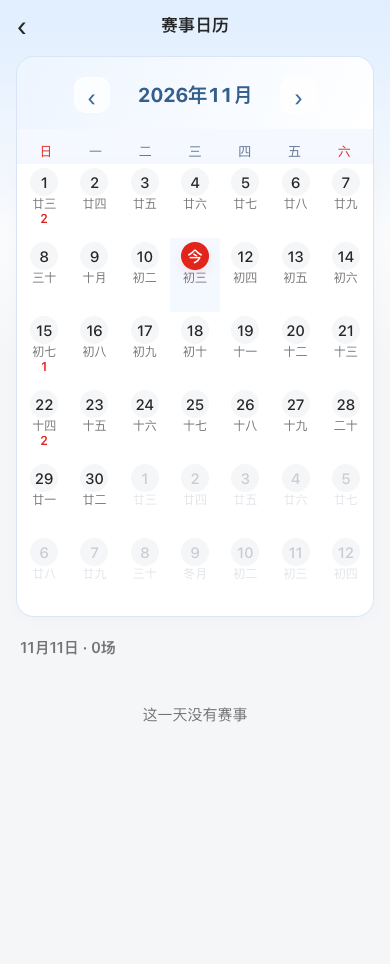 ‹ 赛事日历
‹ 2026年11月 ›
日 一 二 三 四 五 六
1 2 3 4 5 6 7
廿三 廿四 廿五 廿六 廿七 廿八 廿九
2
8 9 10 今 12 13 14
三十 十月 初二 初三 初四 初五 初六
15 16 17 18 19 20 21
初七 初八 初九 初十 十一 十二 十三
1
22 23 24 25 26 27 28
十四 十五 十六 十七 十八 十九 二十
2
29 30 1 2 3 4 5
廿一 廿二 廿三 廿四 廿五 廿六 廿七
6 7 8 9 10 11 12
廿八 廿九 三十 冬月 初二 初三 初四
11月11日 · 0场
这一天没有赛事